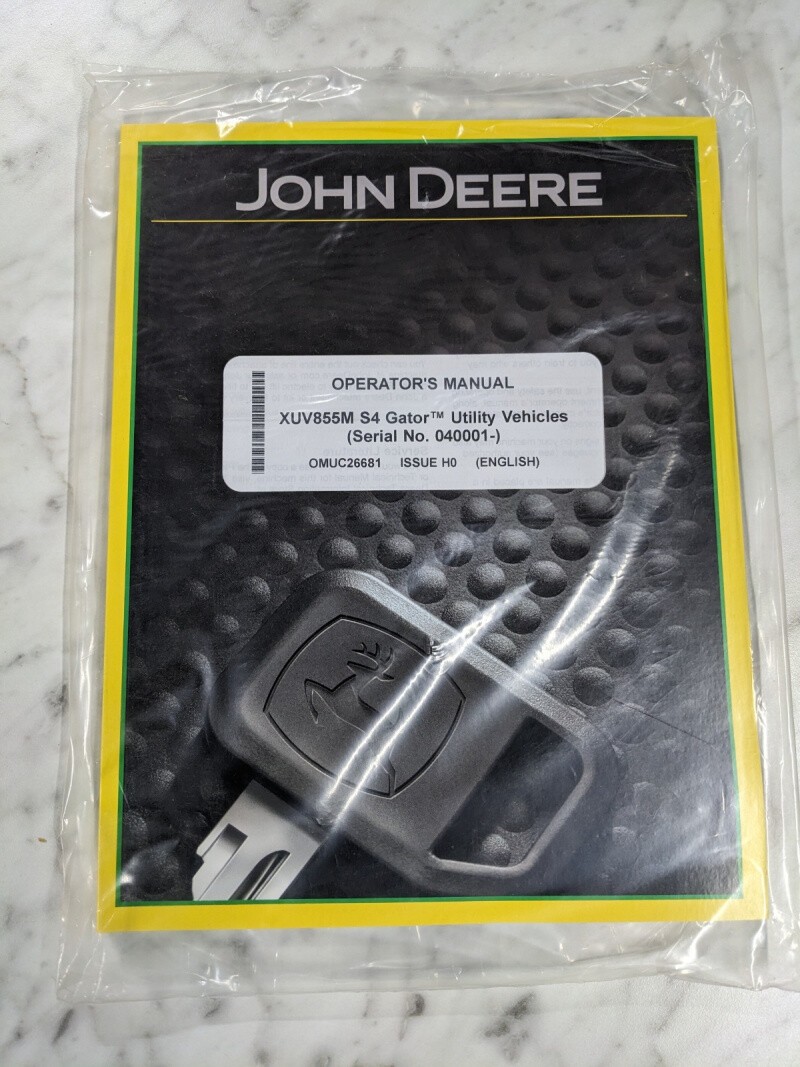 JOHN DEERE
OPERATOR'S MANUAL
XUV855M S4 Gator™ Utility Vehicles
(Serial No. 040001-)
OMUC26681 ISSUE H0 (ENGLISH)